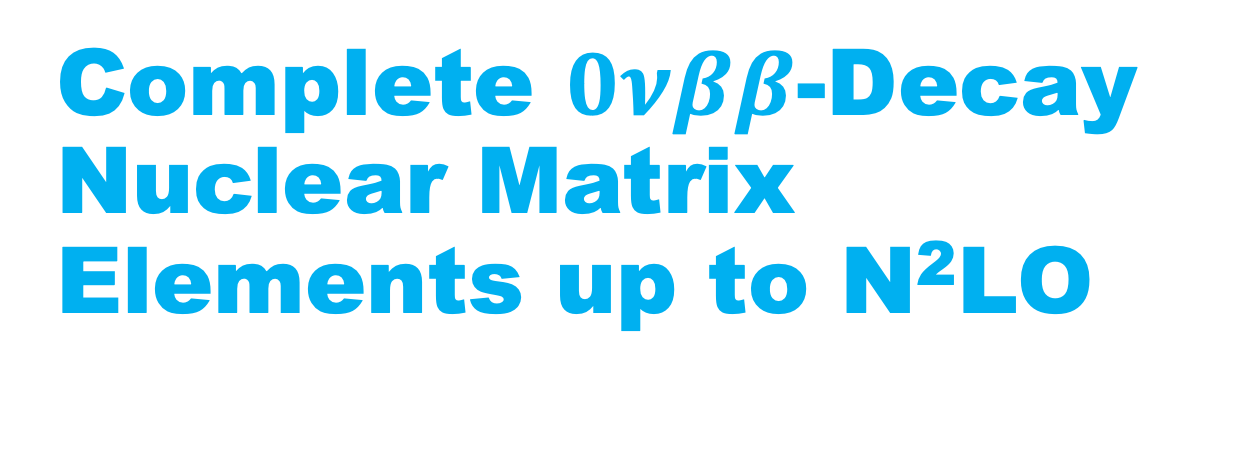 Complete 0νββ-Decay
Nuclear Matrix
Elements up to N²LO